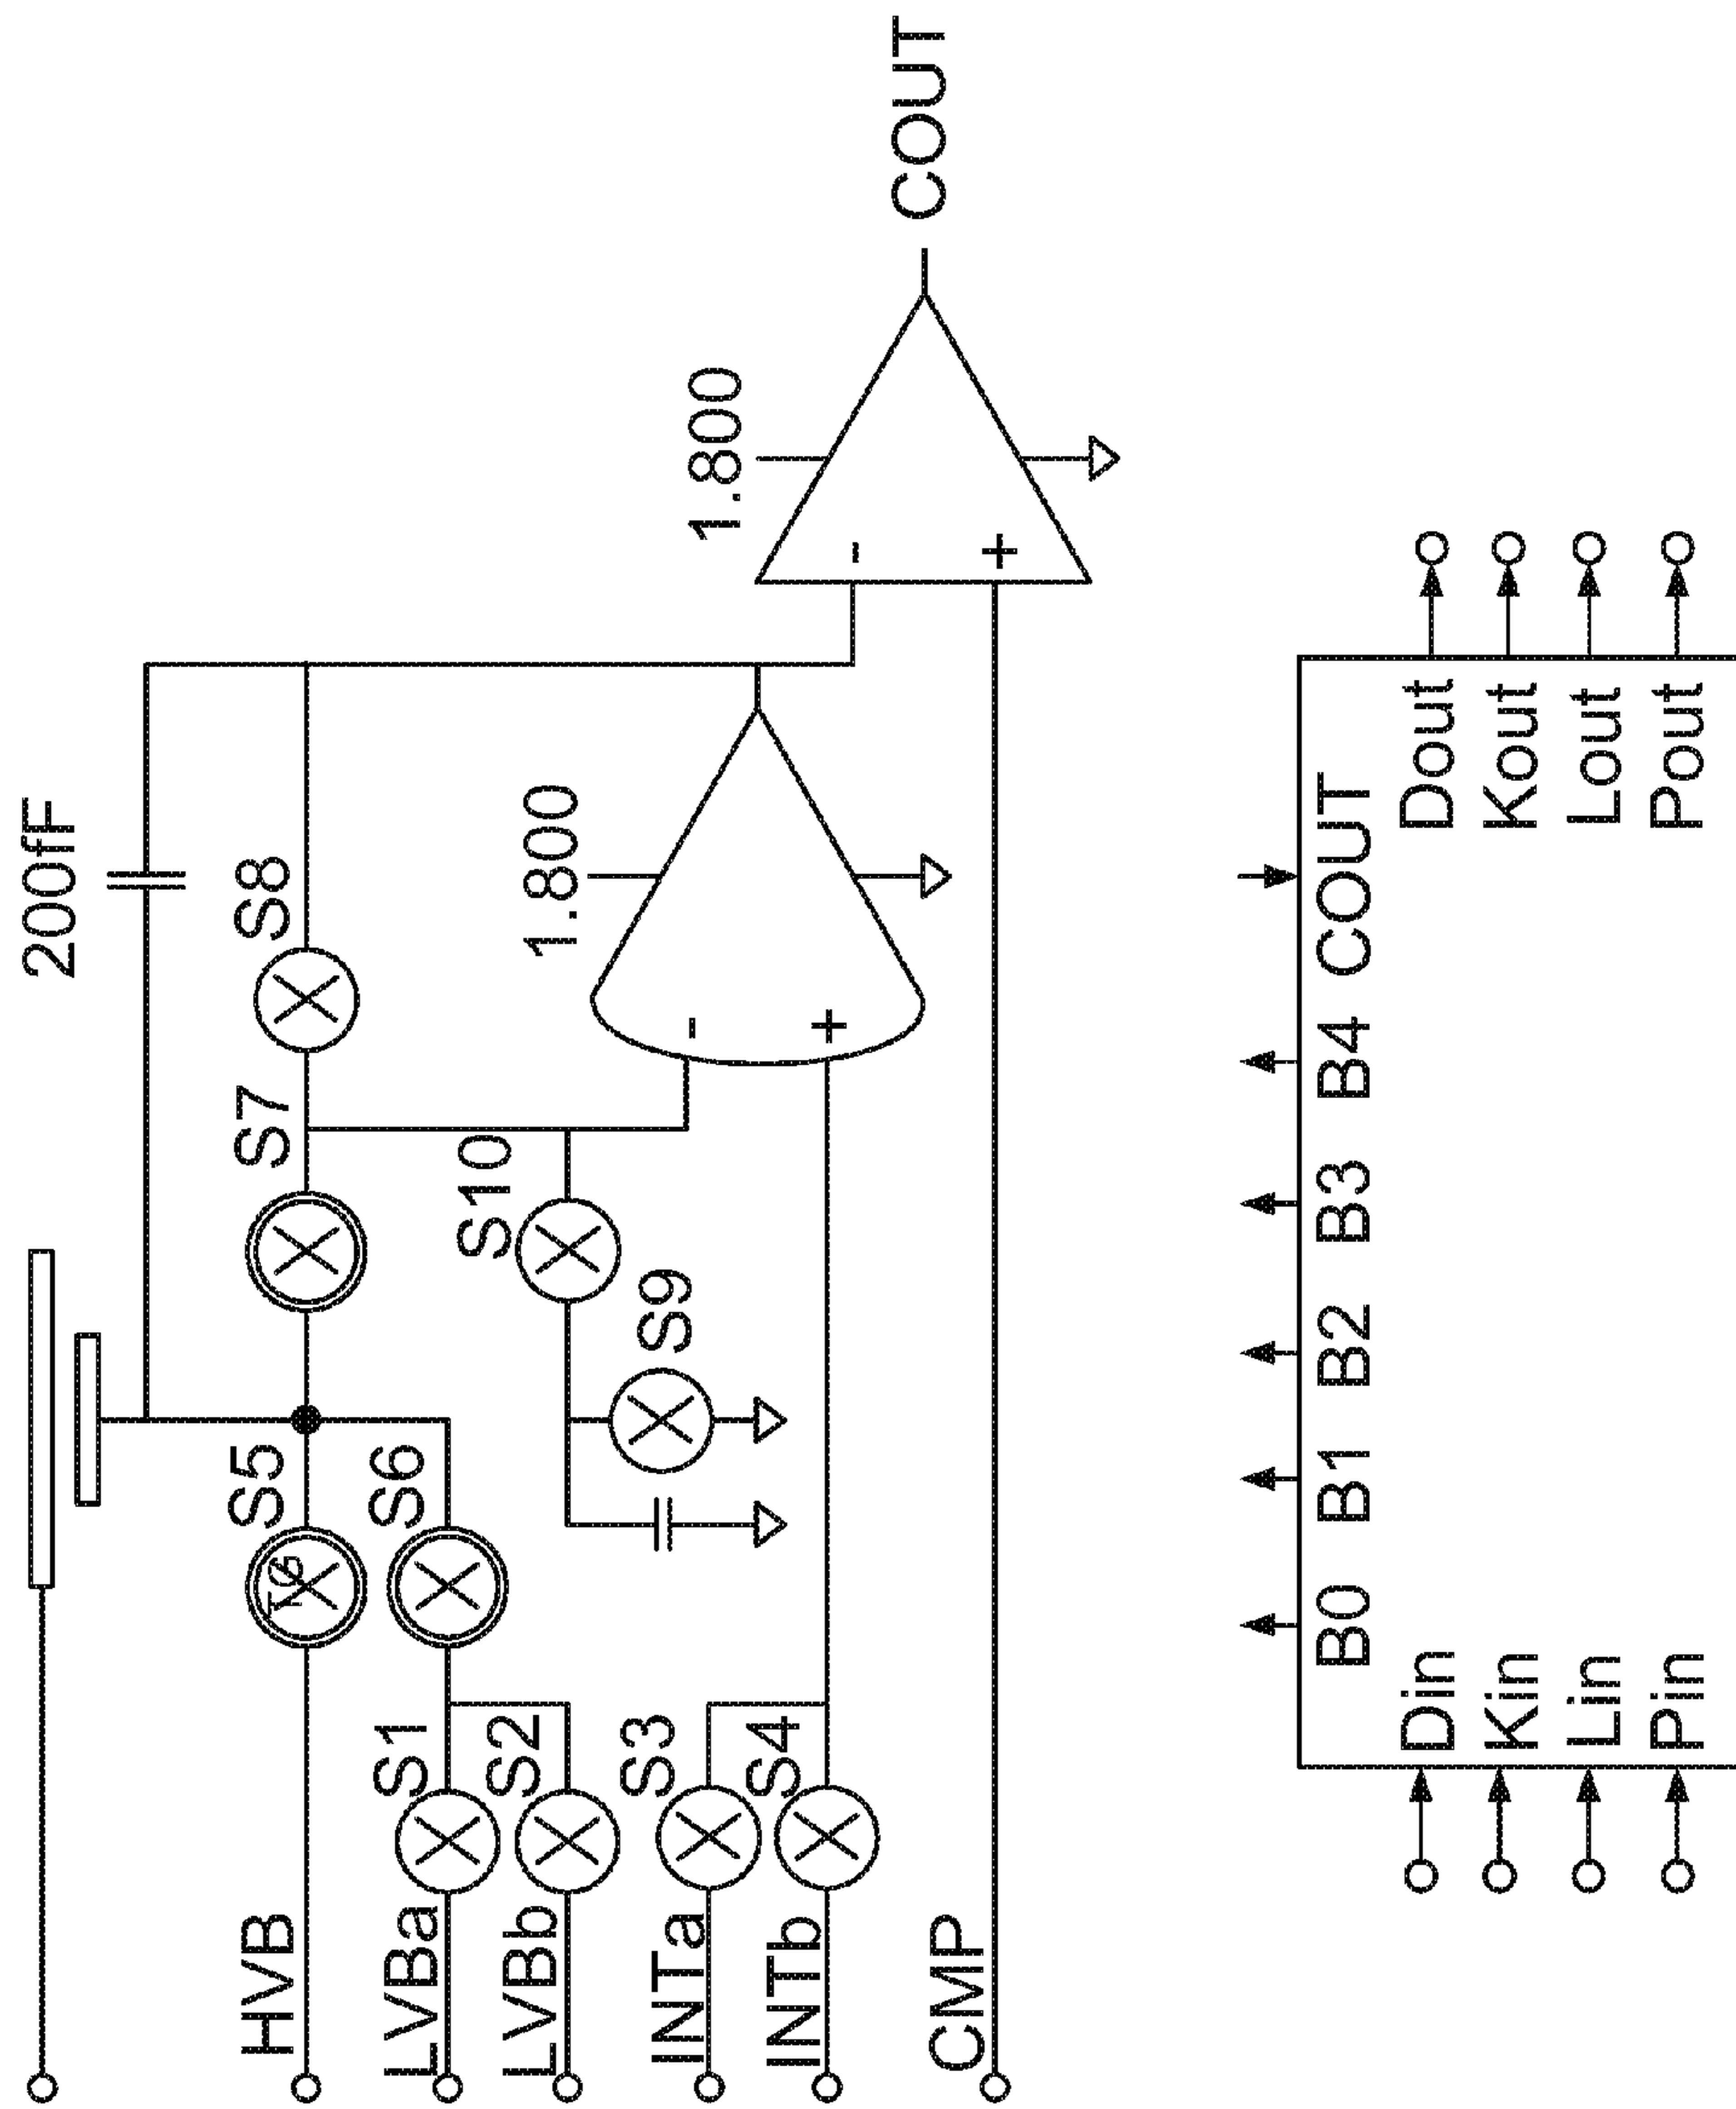 200fF
HVB
S5
S7
S8
TG
LVBa
S1
S6
LVBb
S2
S10
1.800
INTa
S3
S9
-
INTb
S4
+
1.800
-
CMP
+
COUT
B0
B1
B2
B3
B4
COUT
Din
Dout
Kin
Kout
Lin
Lout
Pin
Pout